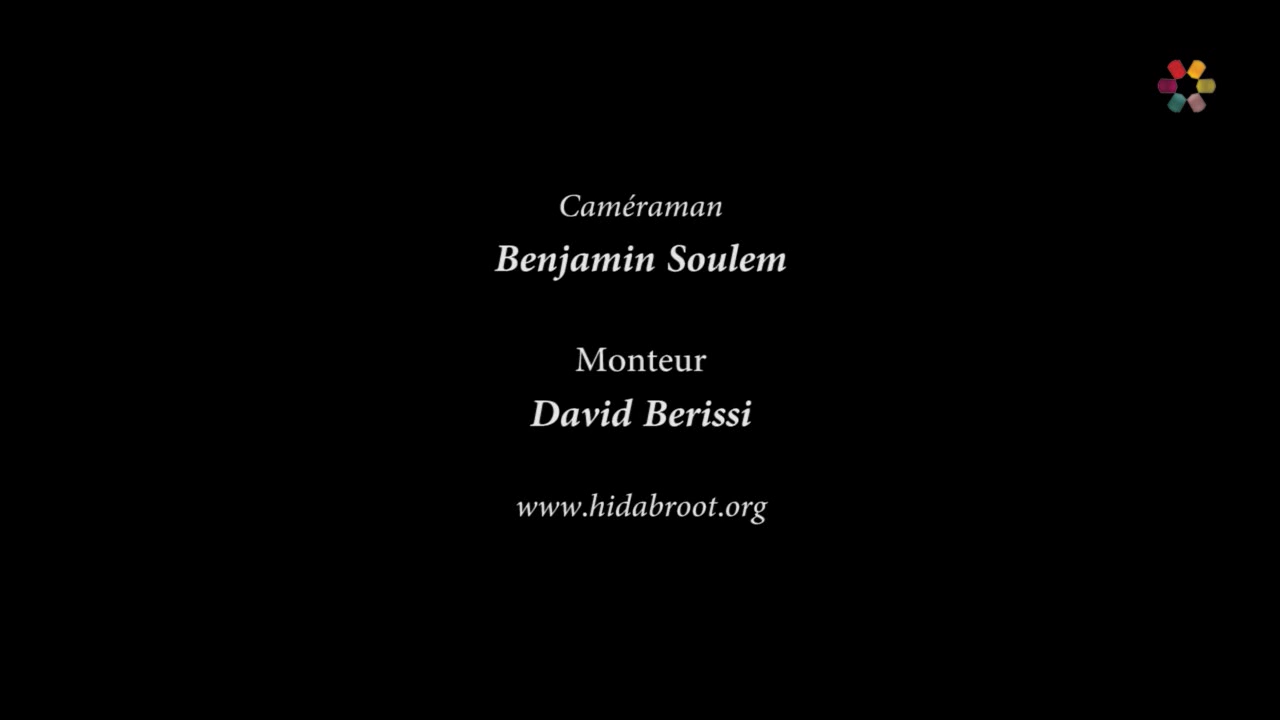 Caméraman
Benjamin Soulem
Monteur
David Berissi
www.hidabroot.org